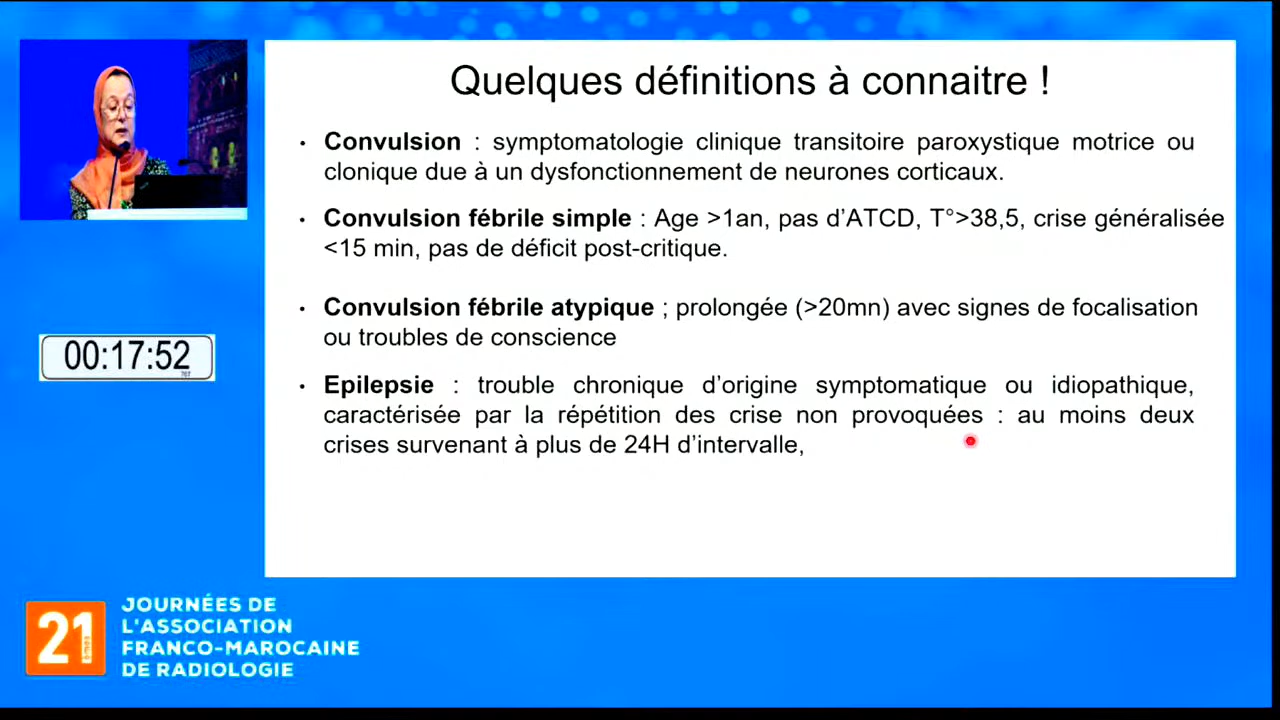 Quelques définitions à connaitre !
• Convulsion : symptomatologie clinique transitoire paroxystique motrice ou
clonique due à un dysfonctionnement de neurones corticaux.
• Convulsion fébrile simple : Age >1an, pas d'ATCD, T°>38,5, crise généralisée
<15 min, pas de déficit post-critique.
• Convulsion fébrile atypique ; prolongée (>20mn) avec signes de focalisation
ou troubles de conscience
• Epilepsie : trouble chronique d'origine symptomatique ou idiopathique,
caractérisée par la répétition des crise non provoquées : au moins deux
crises survenant à plus de 24H d'intervalle,
00:17:52
21
èmes
JOURNÉES DE
L'ASSOCIATION
FRANCO-MAROCAINE
DE RADIOLOGIE